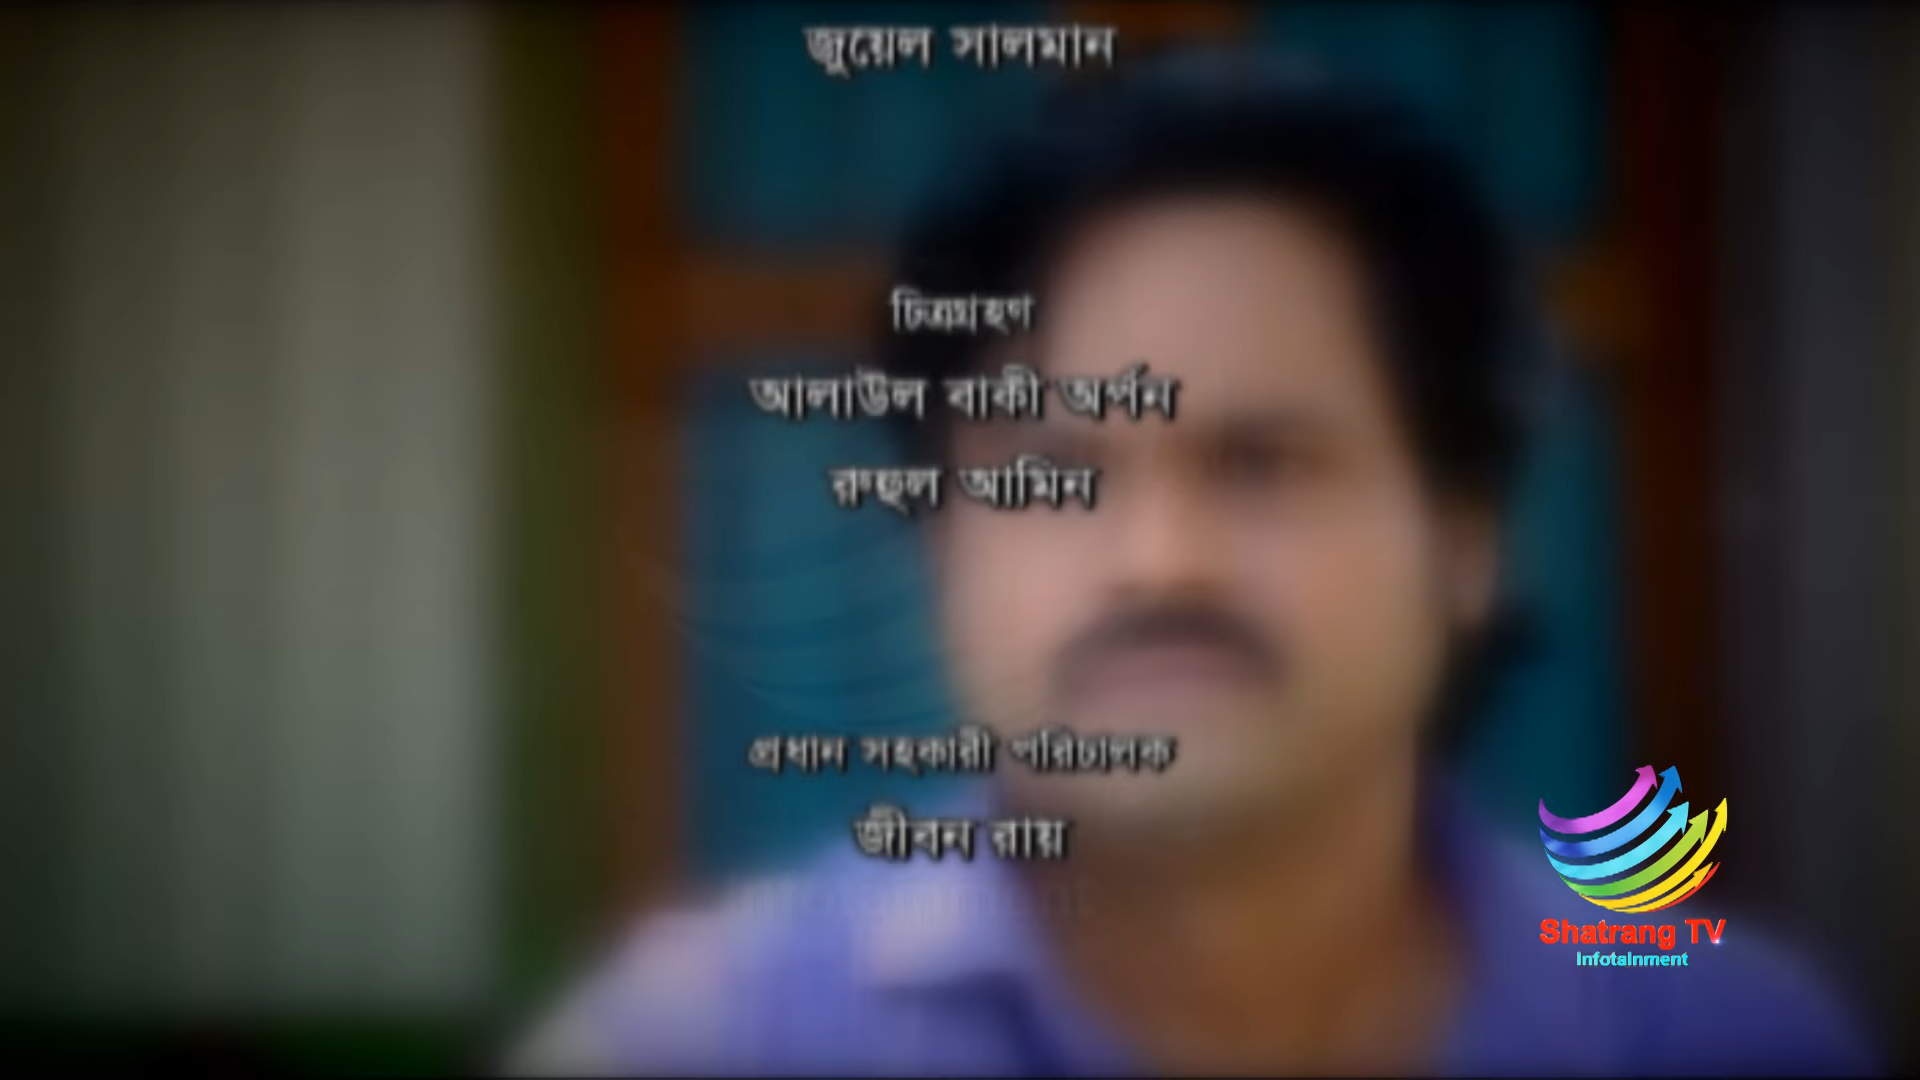 জুয়েল সালমান
চিত্রগ্রহণ
আলাউল বাকী অর্পন
রুহুল আমিন
প্রধান সহকারী পরিচালক
জীবন রায়
Shatrang TV
Infotainment